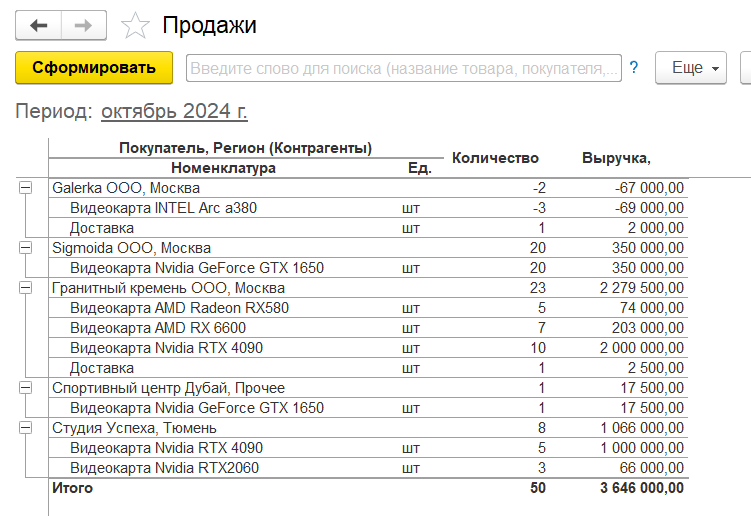 Продажи
Сформировать Введите слово для поиска (название товара, покупателя,... ? Еще
Период: октябрь 2024 г.
Покупатель, Регион (Контрагенты) Количество Выручка,
Номенклатура Ед.
Galerka ООО, Москва -2 -67 000,00
Видеокарта INTEL Arc a380 шт -3 -69 000,00
Доставка шт 1 2 000,00
Sigmoida ООО, Москва 20 350 000,00
Видеокарта Nvidia GeForce GTX 1650 шт 20 350 000,00
Гранитный кремень ООО, Москва 23 2 279 500,00
Видеокарта AMD Radeon RX580 шт 5 74 000,00
Видеокарта AMD RX 6600 шт 7 203 000,00
Видеокарта Nvidia RTX 4090 шт 10 2 000 000,00
Доставка шт 1 2 500,00
Спортивный центр Дубай, Прочее 1 17 500,00
Видеокарта Nvidia GeForce GTX 1650 шт 1 17 500,00
Студия Успеха, Тюмень 8 1 066 000,00
Видеокарта Nvidia RTX 4090 шт 5 1 000 000,00
Видеокарта Nvidia RTX2060 шт 3 66 000,00
Итого 50 3 646 000,00